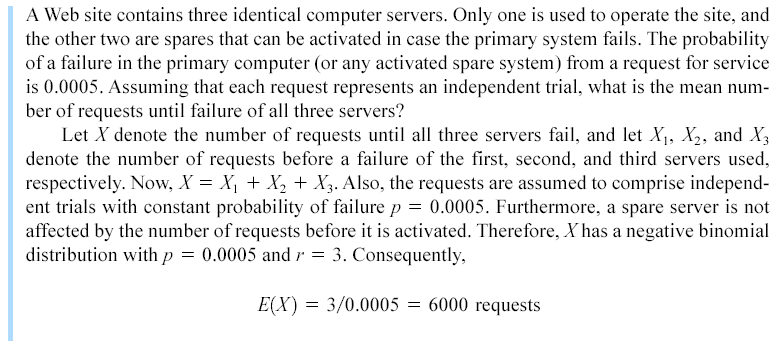 A Web site contains three identical computer servers. Only one is used to operate the site, and
the other two are spares that can be activated in case the primary system fails. The probability
of a failure in the primary computer (or any activated spare system) from a request for service
is 0.0005. Assuming that each request represents an independent trial, what is the mean num-
ber of requests until failure of all three servers?
Let X denote the number of requests until all three servers fail, and let X₁, X₂, and X₃
denote the number of requests before a failure of the first, second, and third servers used,
respectively. Now, X = X₁ + X₂ + X₃. Also, the requests are assumed to comprise independ-
ent trials with constant probability of failure p = 0.0005. Furthermore, a spare server is not
affected by the number of requests before it is activated. Therefore, X has a negative binomial
distribution with p = 0.0005 and r = 3. Consequently,
E(X) = 3/0.0005 = 6000 requests